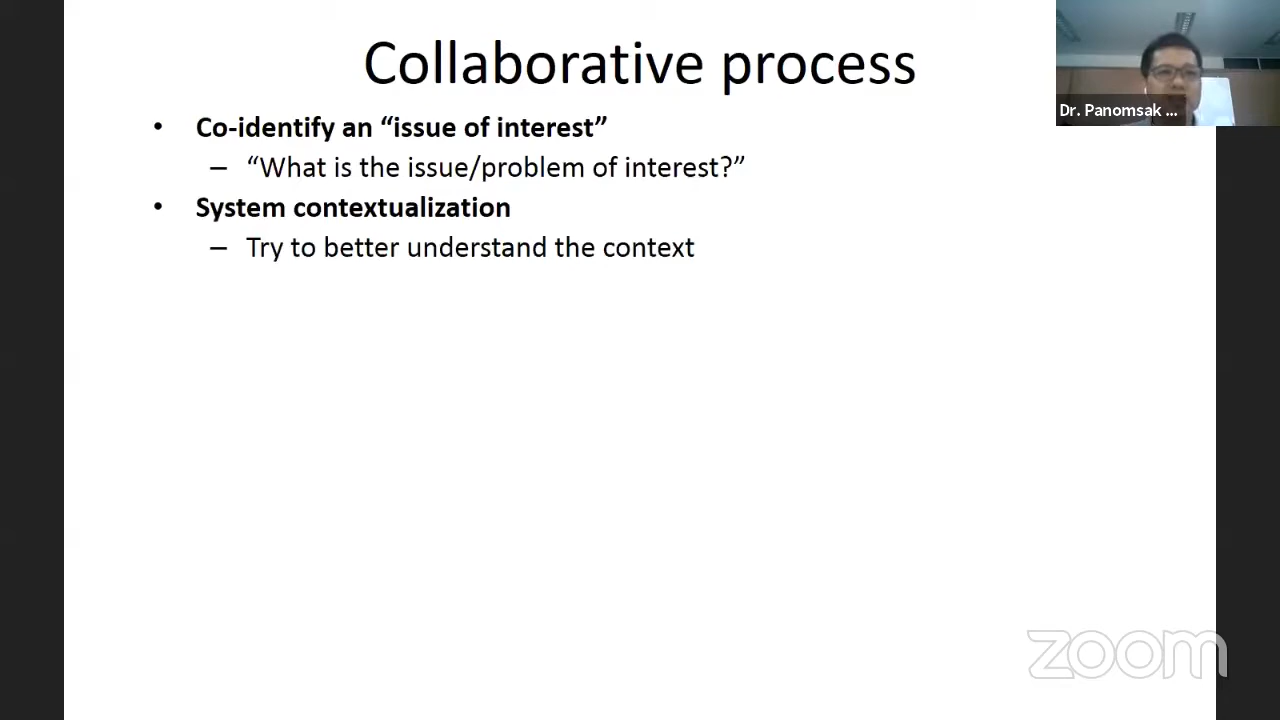 Collaborative process
• Co-identify an “issue of interest”
– “What is the issue/problem of interest?”
• System contextualization
– Try to better understand the context
Dr. Panomsak ...
zoom